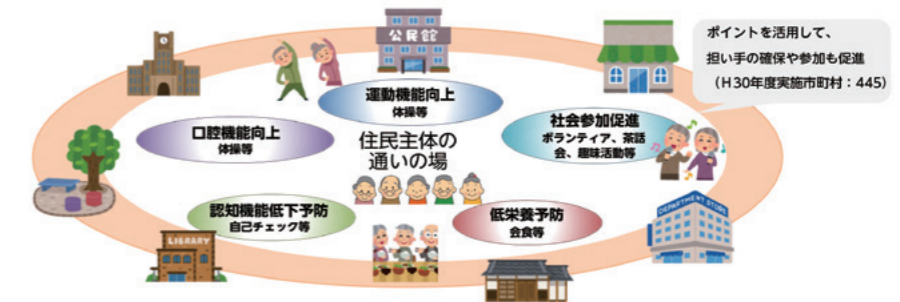 公民館
ポイントを活用して、
担い手の確保や参加も促進
（H30年度実施市町村：445）
運動機能向上
体操等
口腔機能向上
体操等
社会参加促進
ボランティア、茶話
会、趣味活動等
住民主体の
通いの場
認知機能低下予防
自己チェック等
低栄養予防
会食等
DEPARTMENT STORE
LIBRARY